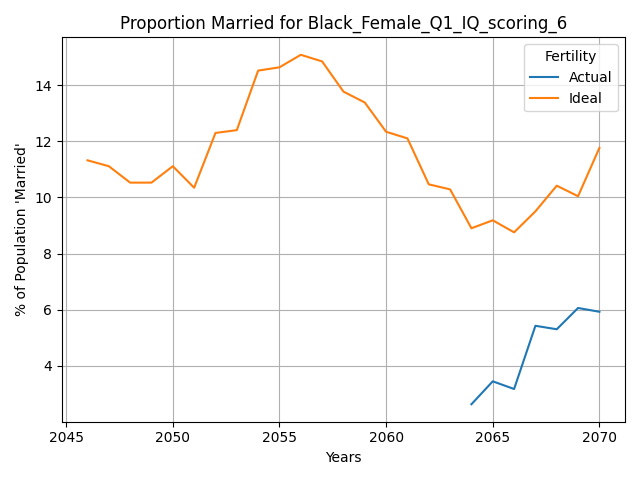 Proportion Married for Black_Female_Q1_IQ_scoring_6
Fertility
Actual
Ideal
% of Population 'Married'
14
12
10
8
6
4
2045 2050 2055 2060 2065 2070
Years